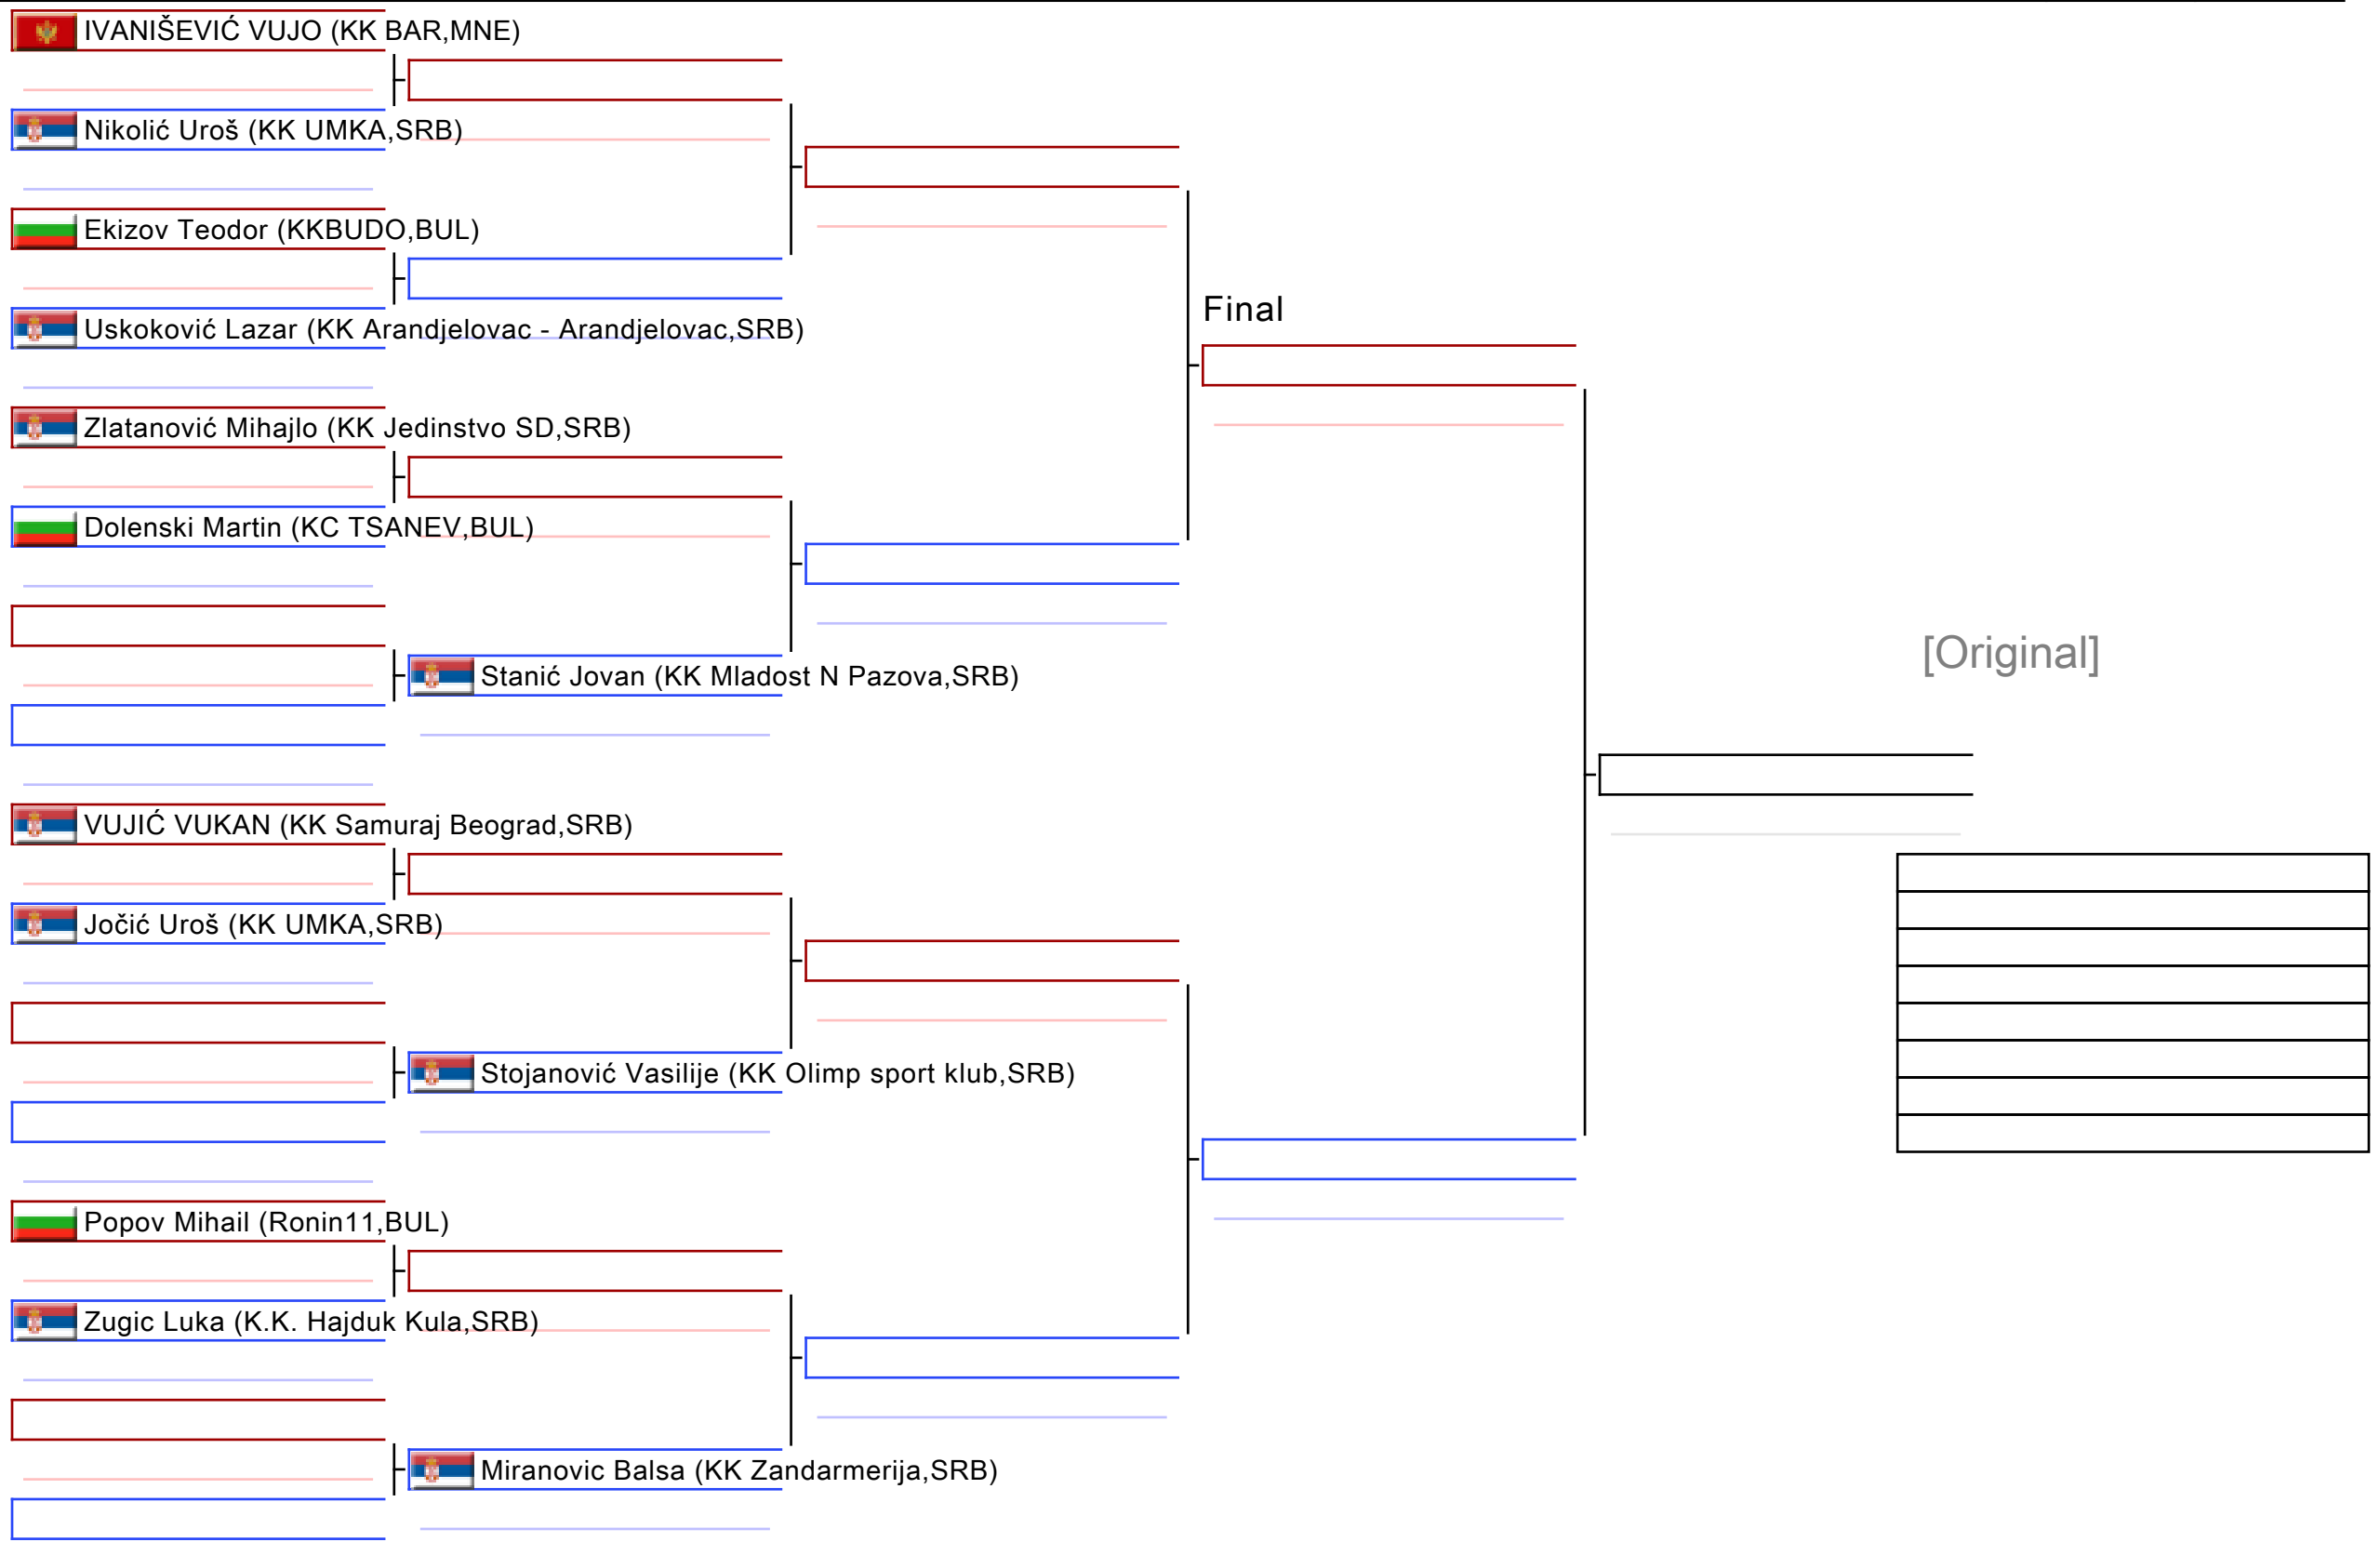 IVANIŠEVIĆ VUJO (KK BAR,MNE)
Nikolić Uroš (KK UMKA,SRB)
Ekizov Teodor (KKBUDO,BUL)
Final
Uskoković Lazar (KK Arandjelovac - Arandjelovac,SRB)
Zlatanović Mihajlo (KK Jedinstvo SD,SRB)
Dolenski Martin (KC TSANEV,BUL)
[Original]
Stanić Jovan (KK Mladost N Pazova,SRB)
VUJIĆ VUKAN (KK Samuraj Beograd,SRB)
Jočić Uroš (KK UMKA,SRB)
Stojanović Vasilije (KK Olimp sport klub,SRB)
Popov Mihail (Ronin11,BUL)
Zugic Luka (K.K. Hajduk Kula,SRB)
Miranovic Balsa (KK Zandarmerija,SRB)